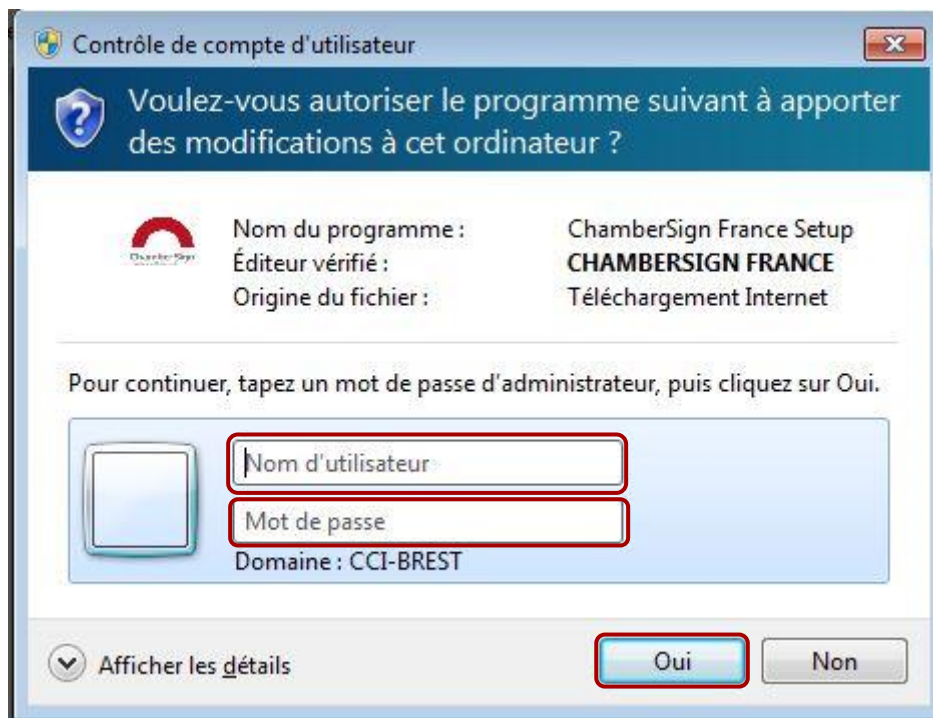 Contrôle de compte d'utilisateur
Voulez-vous autoriser le programme suivant à apporter
des modifications à cet ordinateur ?
ChamberSign
Nom du programme : ChamberSign France Setup
Éditeur vérifié : CHAMBERSIGN FRANCE
Origine du fichier : Téléchargement Internet
Pour continuer, tapez un mot de passe d'administrateur, puis cliquez sur Oui.
Nom d'utilisateur
Mot de passe
Domaine : CCI-BREST
Afficher les détails
Oui
Non